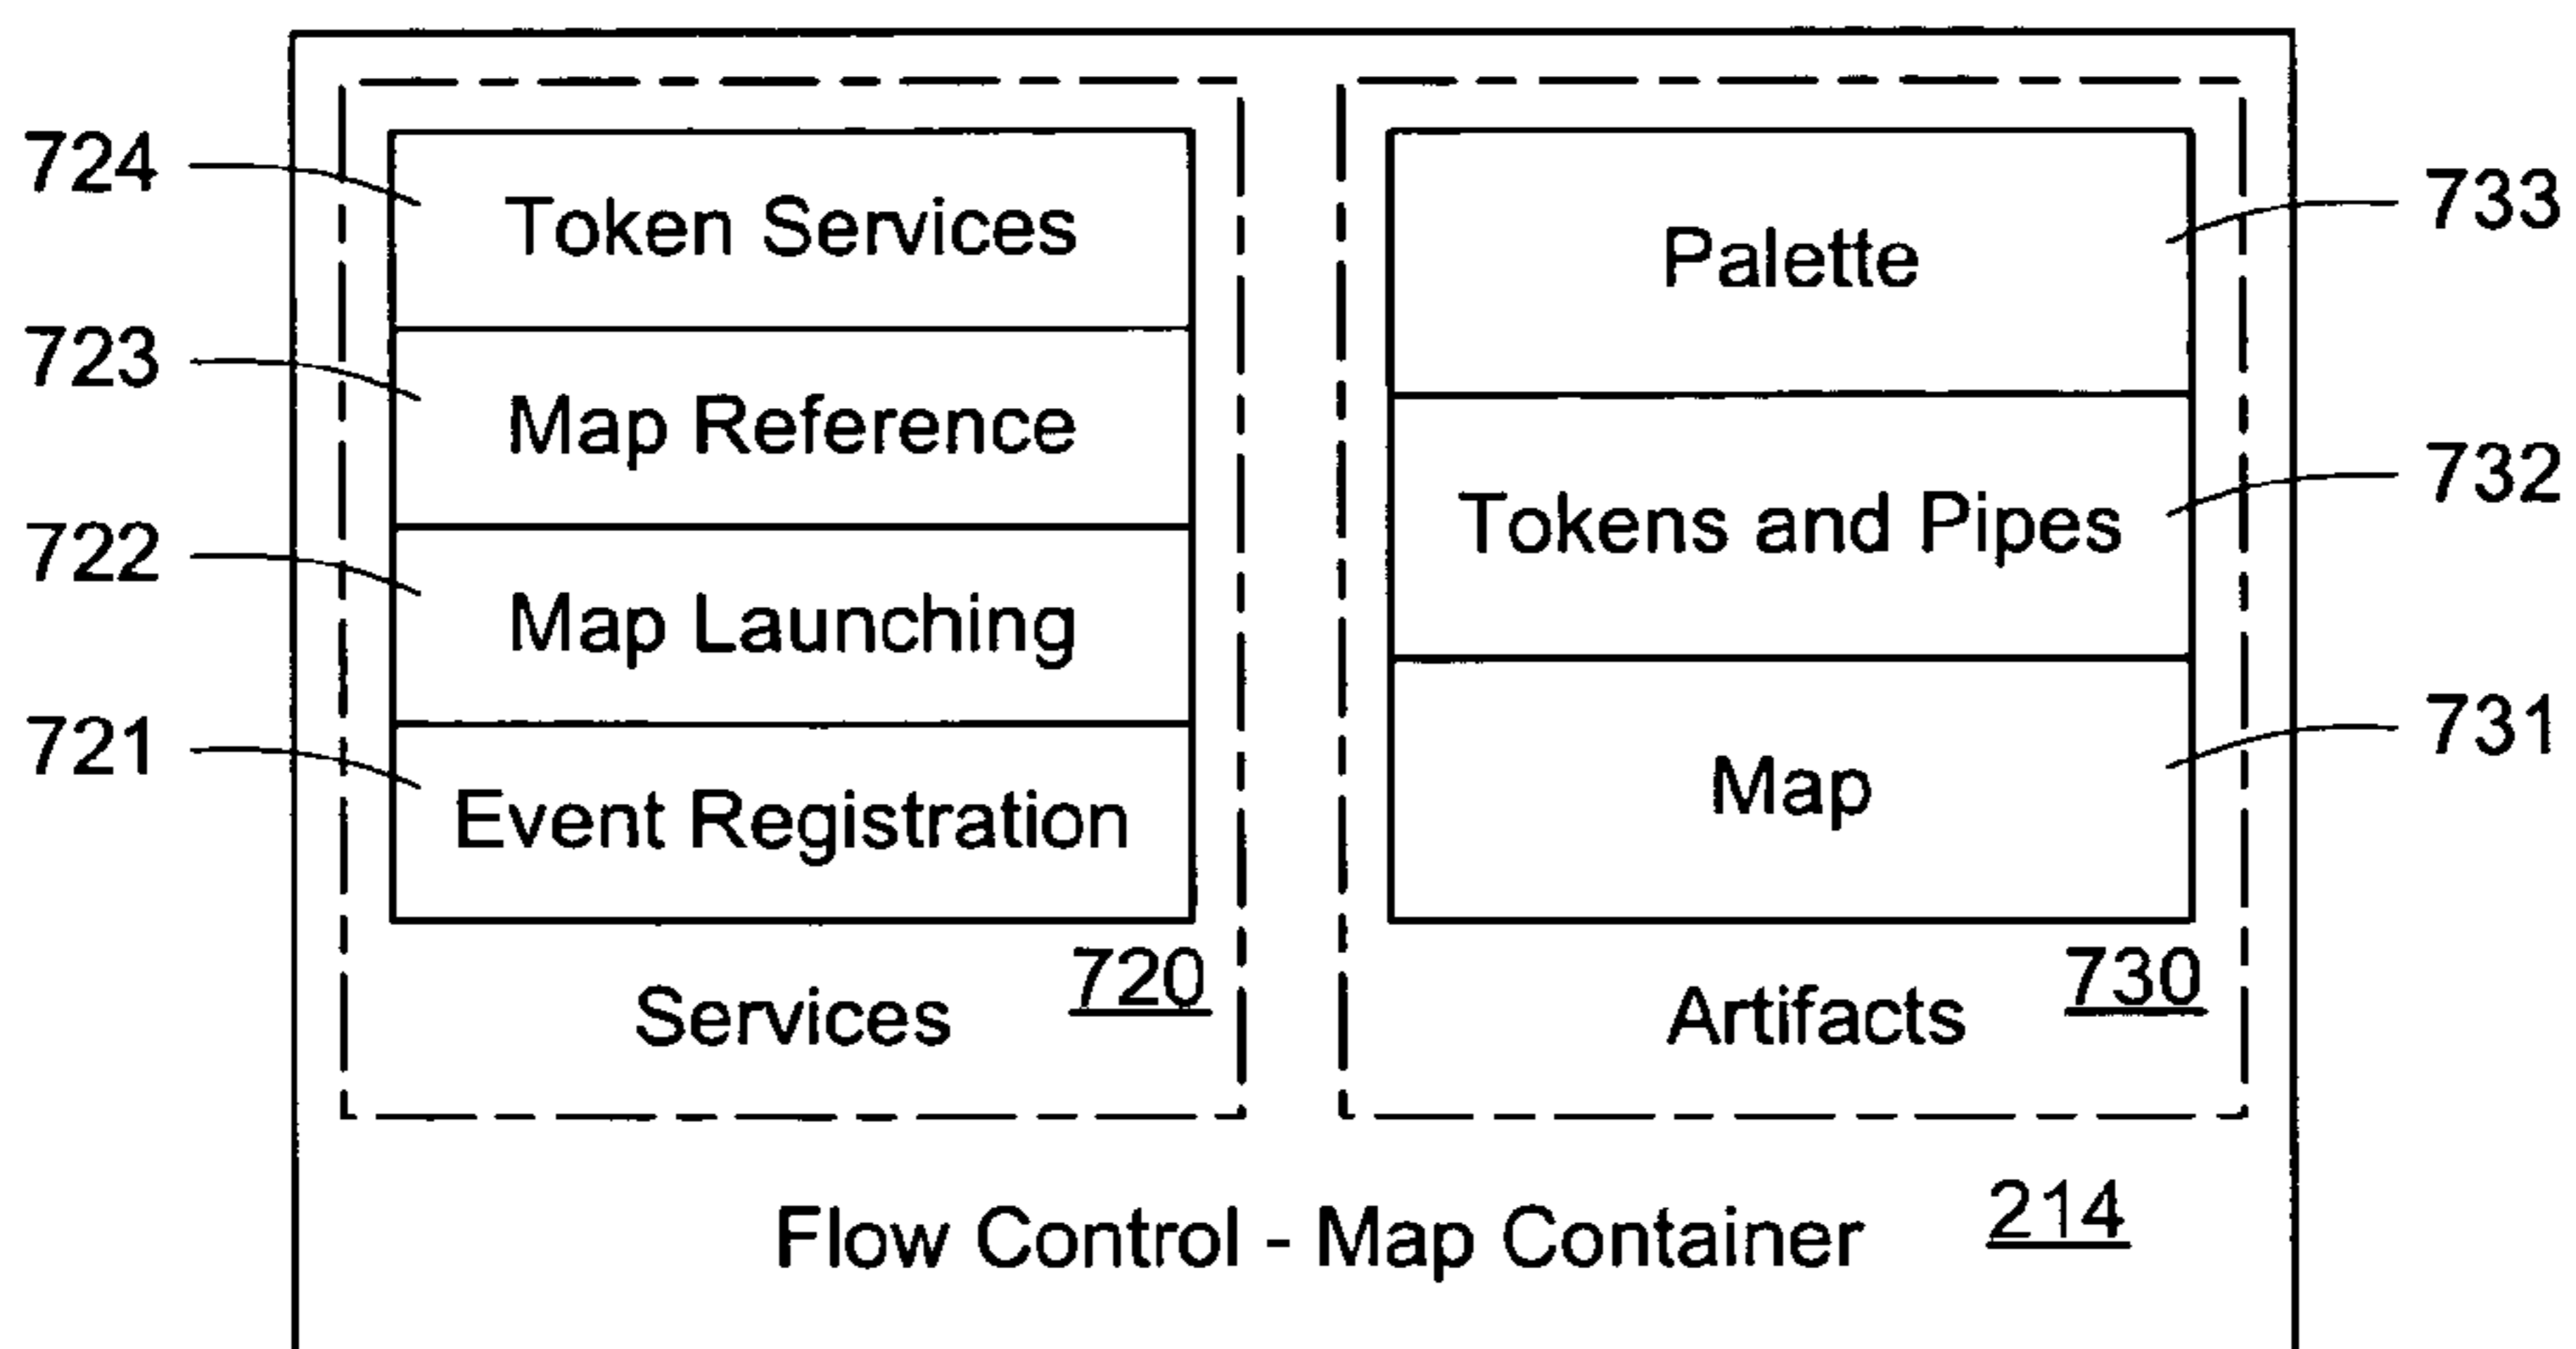 724
Token Services
723
Map Reference
722
Map Launching
721
Event Registration
720
Services
Palette
733
Tokens and Pipes
732
Map
731
730
Artifacts
Flow Control - Map Container
214